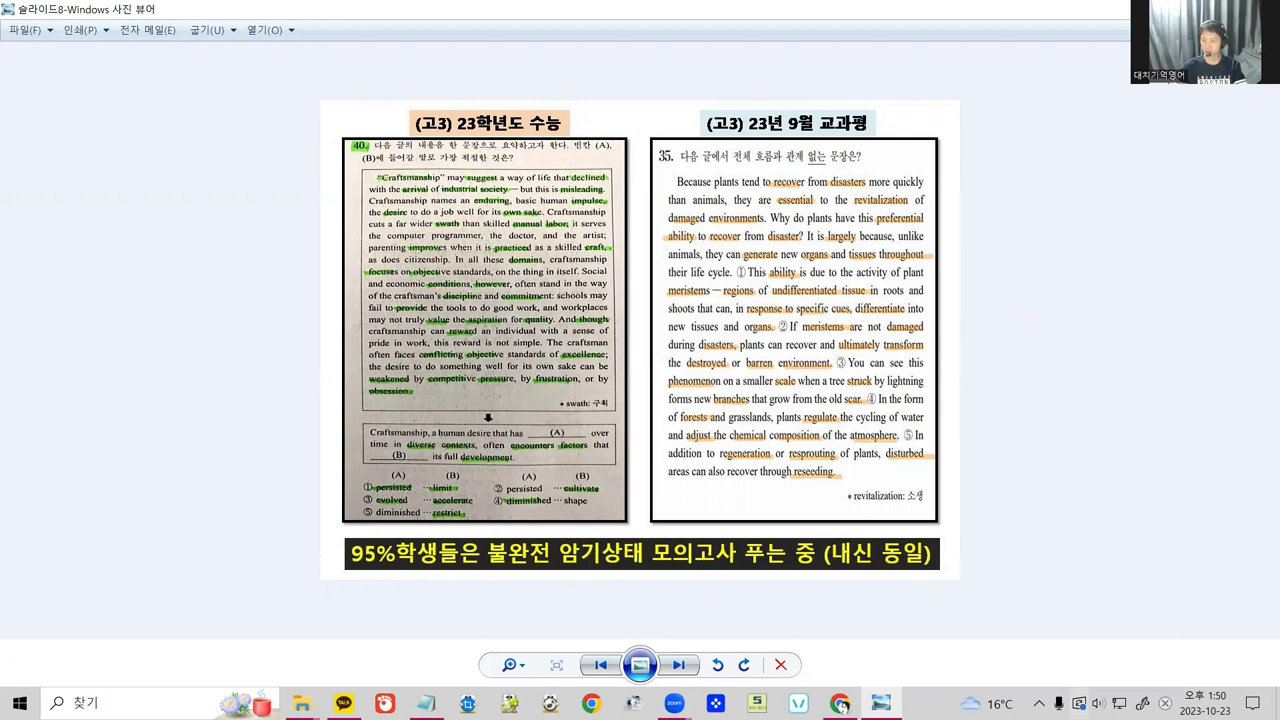 슬라이드8-Windows 사진 뷰어
파일(F) 인쇄(P) 전자 메일(E) 굽기(U) 열기(O)
대치기억영어
(고3) 23학년도 수능
40. 다음 글의 내용을 한 문장으로 요약하고자 한다. 빈칸 (A),
(B)에 들어갈 말로 가장 적절한 것은?
"Craftsmanship" may suggest a way of life that declined
with the arrival of industrial society — but this is misleading.
Craftsmanship names an enduring, basic human impulse,
the desire to do a job well for its own sake. Craftsmanship
cuts a far wider swath than skilled manual labor; it serves
the computer programmer, the doctor, and the artist;
parenting improves when it is practiced as a skilled craft,
as does citizenship. In all these domains, craftsmanship
focuses on objective standards, on the thing in itself. Social
and economic conditions, however, often stand in the way
of the craftsman's discipline and commitment: schools may
fail to provide the tools to do good work, and workplaces
may not truly value the aspiration for quality. And though
craftsmanship can reward an individual with a sense of
pride in work, this reward is not simple. The craftsman
often faces conflicting objective standards of excellence;
the desire to do something well for its own sake can be
weakened by competitive pressure, by frustration, or by
obsession.
* swath: 구획
Craftsmanship, a human desire that has (A) over
time in diverse contexts, often encounters factors that
(B) its full development.
(A) (B) (A) (B)
① persisted ··· limit ② persisted ··· cultivate
③ evolved ··· accelerate ④ diminished ··· shape
⑤ diminished ··· restrict
(고3) 23년 9월 교과평
35. 다음 글에서 전체 흐름과 관계 없는 문장은?
Because plants tend to recover from disasters more quickly
than animals, they are essential to the revitalization of
damaged environments. Why do plants have this preferential
ability to recover from disaster? It is largely because, unlike
animals, they can generate new organs and tissues throughout
their life cycle. ① This ability is due to the activity of plant
meristems — regions of undifferentiated tissue in roots and
shoots that can, in response to specific cues, differentiate into
new tissues and organs. ② If meristems are not damaged
during disasters, plants can recover and ultimately transform
the destroyed or barren environment. ③ You can see this
phenomenon on a smaller scale when a tree struck by lightning
forms new branches that grow from the old scar. ④ In the form
of forests and grasslands, plants regulate the cycling of water
and adjust the chemical composition of the atmosphere. ⑤ In
addition to regeneration or resprouting of plants, disturbed
areas can also recover through reseeding.
* revitalization: 소생
95%학생들은 불완전 암기상태 모의고사 푸는 중 (내신 동일)
찾기
TALK
zoom
16°C
오후 1:50
2023-10-23